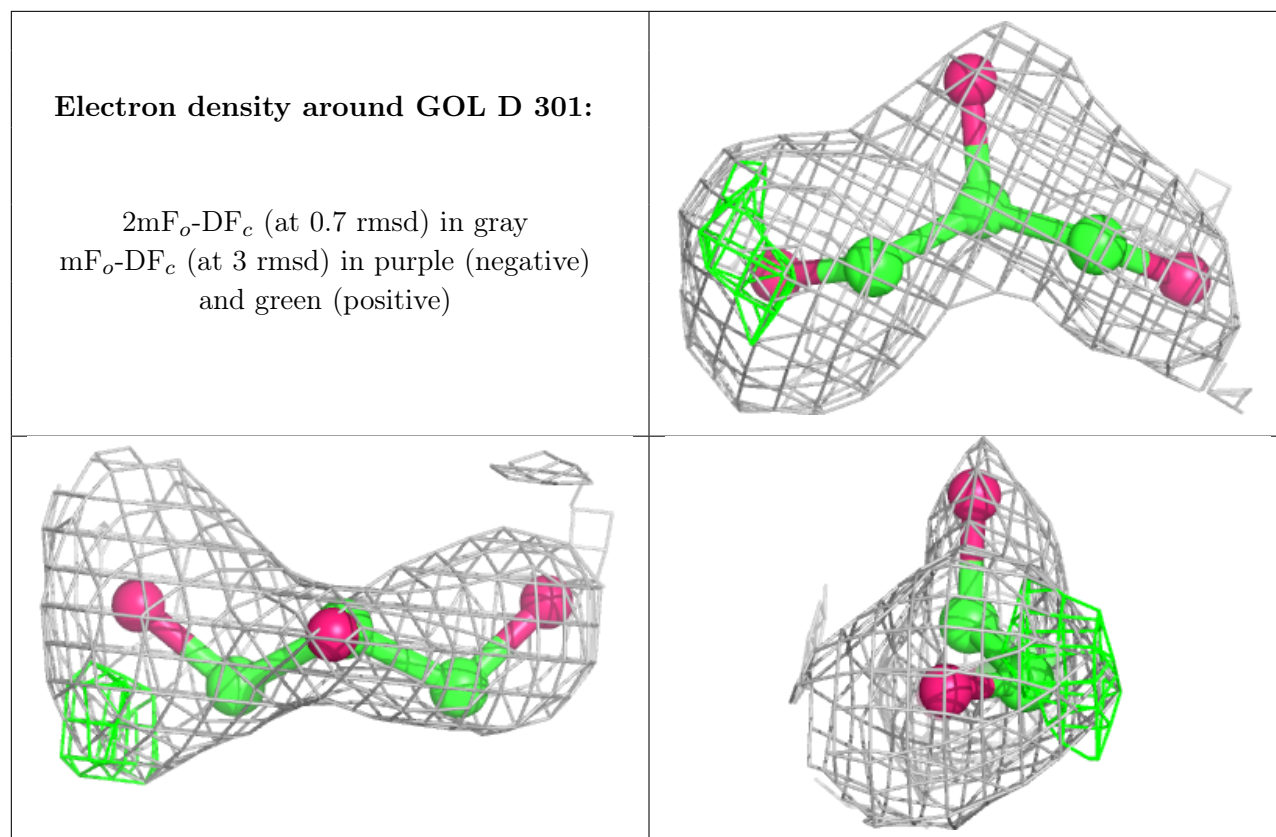 Electron density around GOL D 301:
2mFo-DFc (at 0.7 rmsd) in gray
mFo-DFc (at 3 rmsd) in purple (negative)
and green (positive)